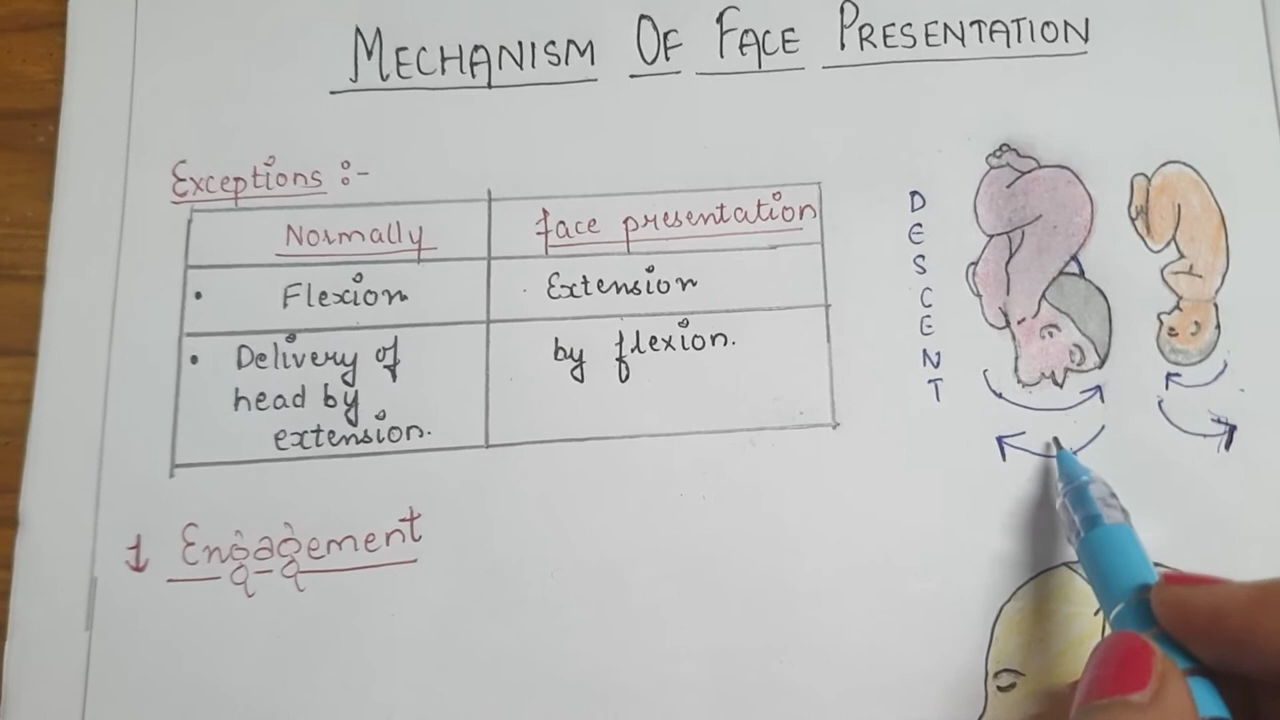 MECHANISM OF FACE PRESENTATION
Exceptions :-
Normally
face presentation
• Flexion
· Extension
• Delivery of
head by
extension.
by flexion.
DESCENT
1 Engagement